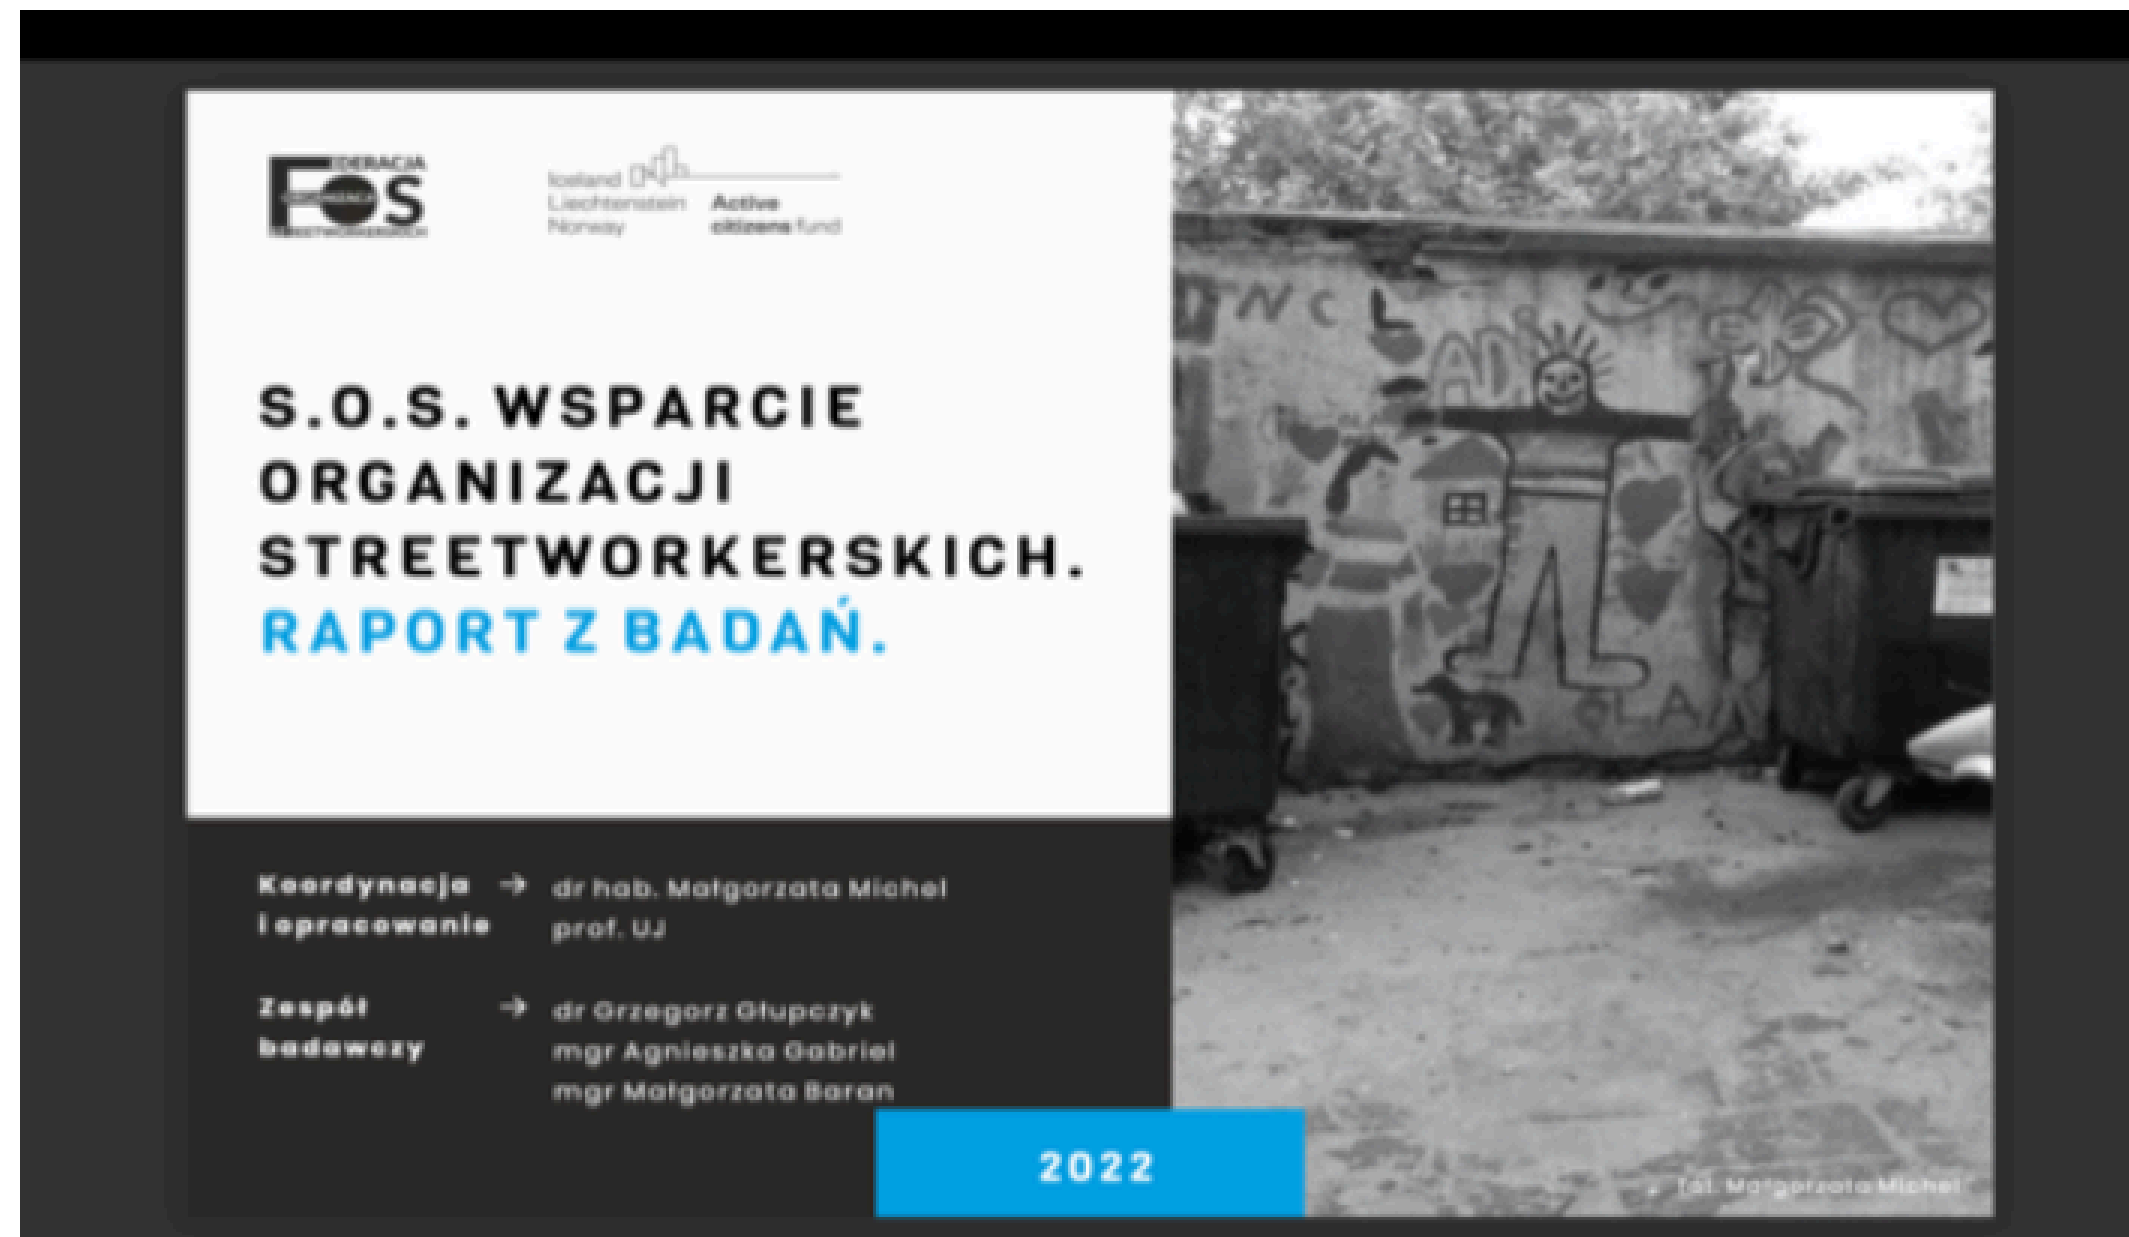 FEDERACJA
FOS
STREETWORKERSKICH
Iceland
Liechtenstein
Norway
Active
citizens fund
S.O.S. WSPARCIE
ORGANIZACJI
STREETWORKERSKICH.
RAPORT Z BADAŃ.
Koordynacja → dr hab. Małgorzata Michel
i opracowanie prof. UJ
Zespół → dr Grzegorz Głupczyk
badawczy mgr Agnieszka Gabriel
mgr Małgorzata Baran
2022
fot. Małgorzata Michel